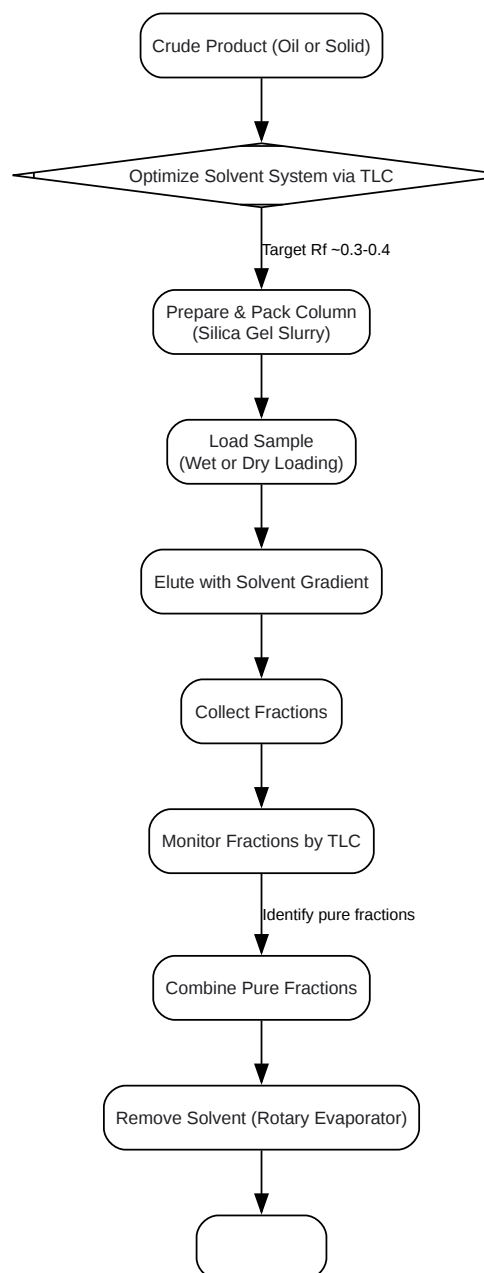 Crude Product (Oil or Solid)
Optimize Solvent System via TLC
Target Rf ~0.3-0.4
Prepare & Pack Column
(Silica Gel Slurry)
Load Sample
(Wet or Dry Loading)
Elute with Solvent Gradient
Collect Fractions
Monitor Fractions by TLC
Identify pure fractions
Combine Pure Fractions
Remove Solvent (Rotary Evaporator)